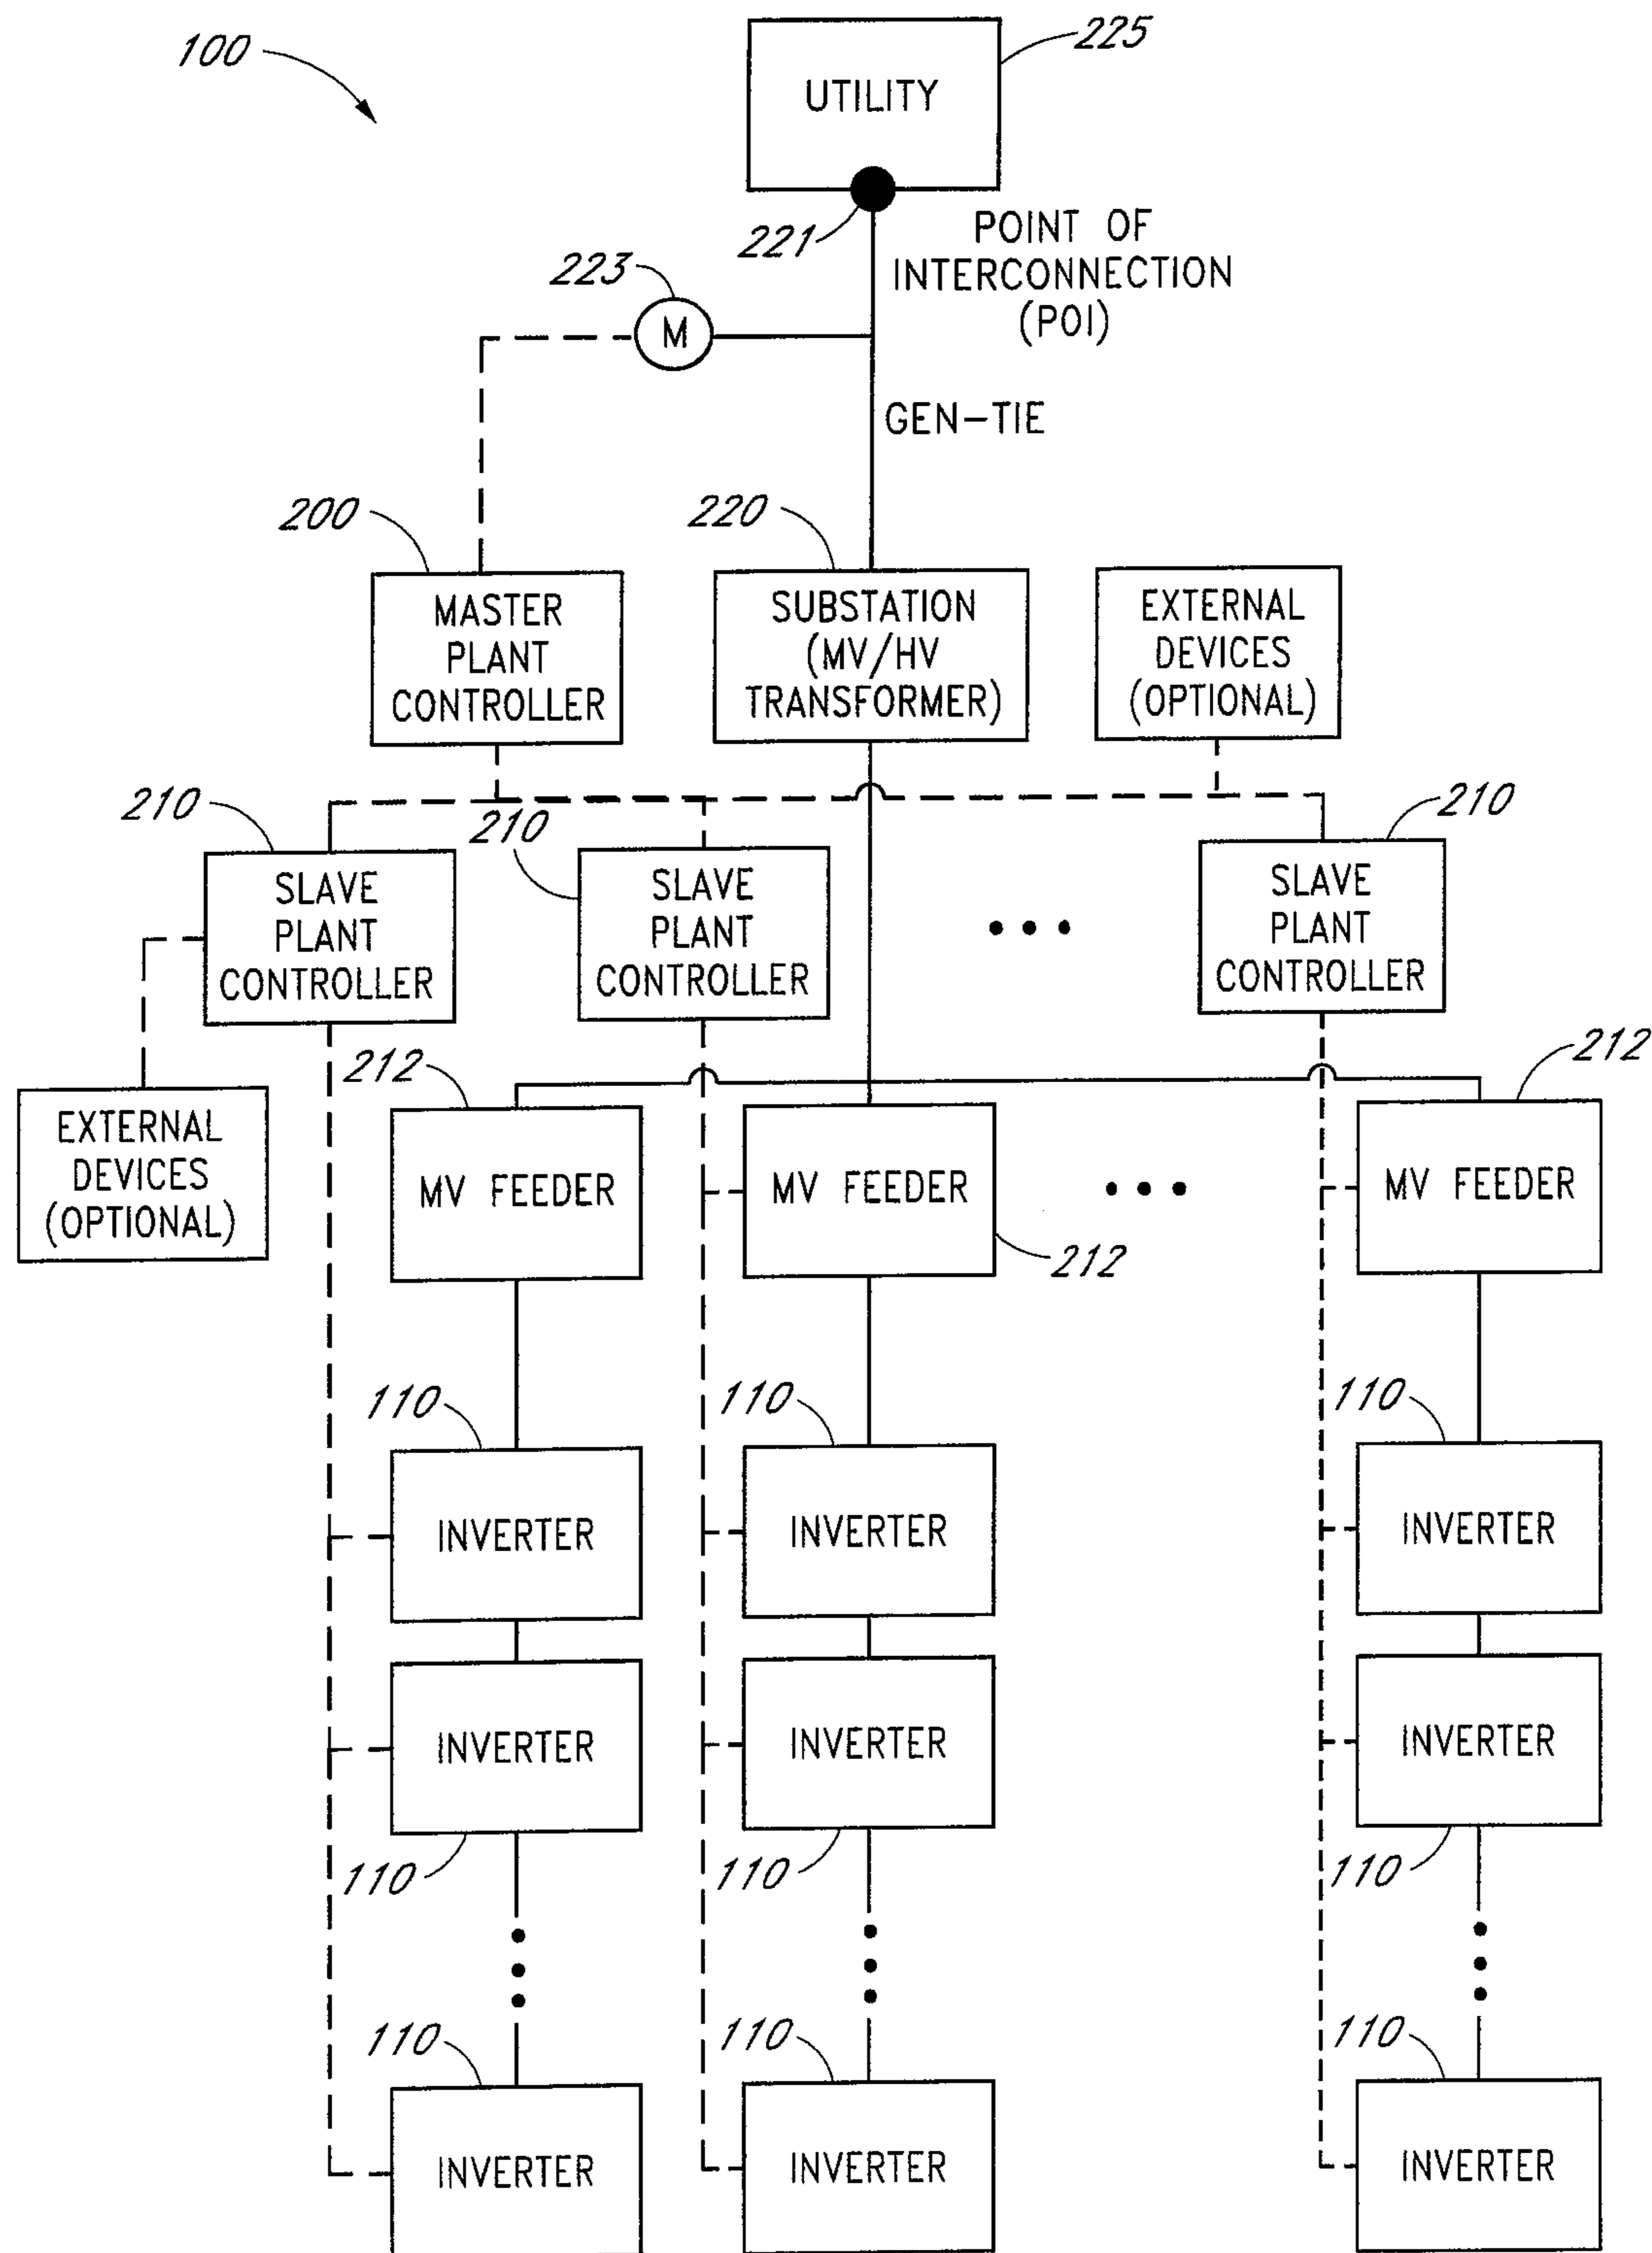 100
225
UTILITY
221
POINT OF
INTERCONNECTION
(POI)
223
M
GEN-TIE
200
220
MASTER
PLANT
CONTROLLER
SUBSTATION
(MV/HV
TRANSFORMER)
EXTERNAL
DEVICES
(OPTIONAL)
210
210
210
SLAVE
PLANT
CONTROLLER
SLAVE
PLANT
CONTROLLER
SLAVE
PLANT
CONTROLLER
212
212
EXTERNAL
DEVICES
(OPTIONAL)
MV FEEDER
MV FEEDER
MV FEEDER
212
110
110
110
INVERTER
INVERTER
INVERTER
INVERTER
INVERTER
INVERTER
110
110
110
110
110
110
INVERTER
INVERTER
INVERTER